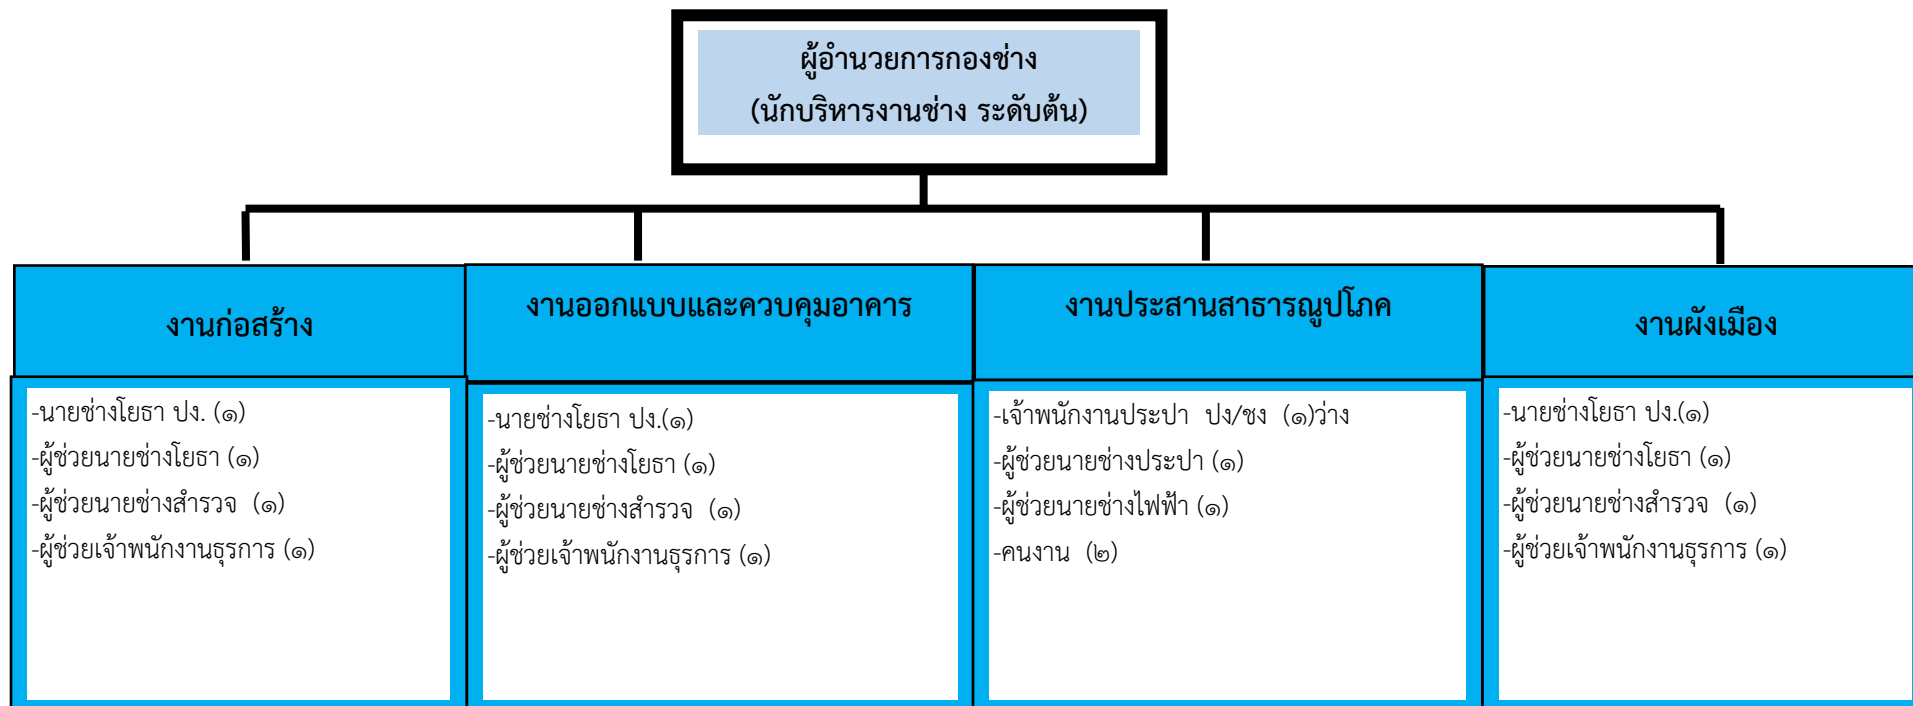 ผู้อำนวยการกองช่าง
(นักบริหารงานช่าง ระดับต้น)
งานก่อสร้าง
-นายช่างโยธา ปง. (๑)
-ผู้ช่วยนายช่างโยธา (๑)
-ผู้ช่วยนายช่างสำรวจ (๑)
-ผู้ช่วยเจ้าพนักงานธุรการ (๑)
งานออกแบบและควบคุมอาคาร
-นายช่างโยธา ปง.(๑)
-ผู้ช่วยนายช่างโยธา (๑)
-ผู้ช่วยนายช่างสำรวจ (๑)
-ผู้ช่วยเจ้าพนักงานธุรการ (๑)
งานประสานสาธารณูปโภค
-เจ้าพนักงานประปา ปง/ชง (๑)ว่าง
-ผู้ช่วยนายช่างประปา (๑)
-ผู้ช่วยนายช่างไฟฟ้า (๑)
-คนงาน (๒)
งานผังเมือง
-นายช่างโยธา ปง.(๑)
-ผู้ช่วยนายช่างโยธา (๑)
-ผู้ช่วยนายช่างสำรวจ (๑)
-ผู้ช่วยเจ้าพนักงานธุรการ (๑)